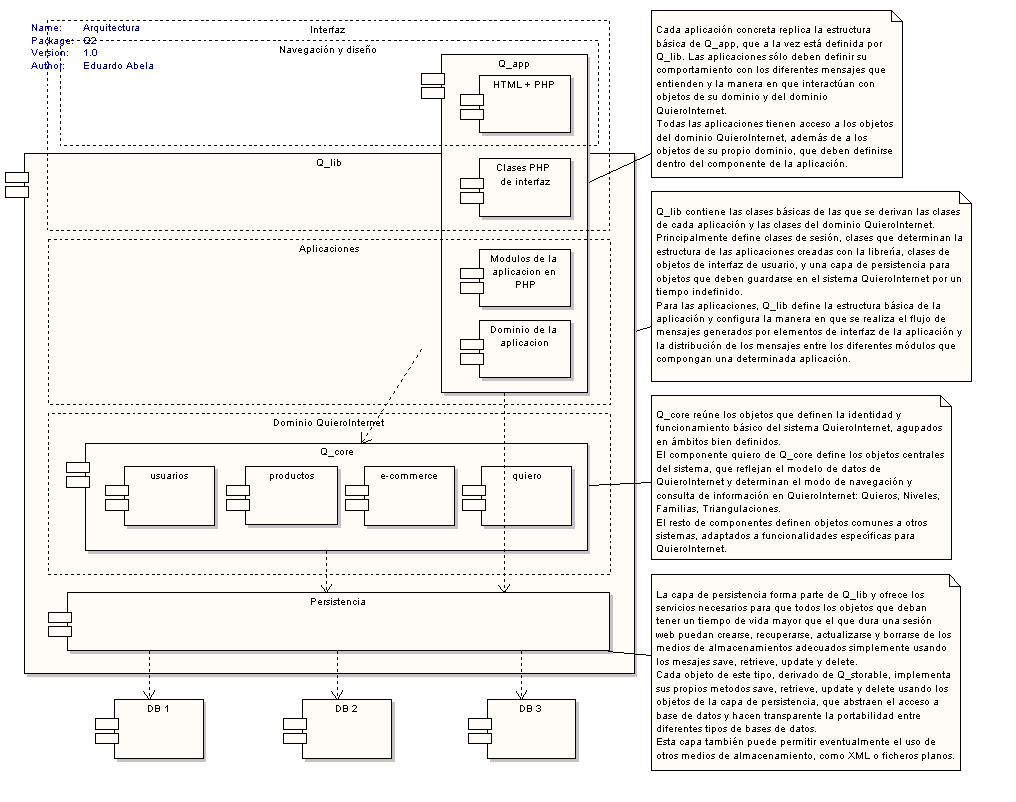 Name: Arquitectura
Package: Q2
Version: 1.0
Author: Eduardo Abela
Interfaz
Navegación y diseño
Q_app
HTML + PHP
Q_lib
Clases PHP
de interfaz
Aplicaciones
Modulos de la
aplicacion en
PHP
Dominio de la
aplicacion
Dominio QuieroInternet
Q_core
usuarios
productos
e-commerce
quiero
Persistencia
DB 1
DB 2
DB 3
Cada aplicación concreta replica la estructura
básica de Q_app, que a la vez está definida por
Q_lib. Las aplicaciones sólo deben definir su
comportamiento con los diferentes mensajes que
entienden y la manera en que interactúan con
objetos de su dominio y del dominio
QuieroInternet.
Todas las aplicaciones tienen acceso a los objetos
del dominio QuieroInternet, además de a los
objetos de su propio dominio, que deben definirse
dentro del componente de la aplicación.
Q_lib contiene las clases básicas de las que se derivan las clases
de cada aplicación y las clases del dominio QuieroInternet.
Principalmente define clases de sesión, clases que determinan la
estructura de las aplicaciones creadas con la librería, clases de
objetos de interfaz de usuario, y una capa de persistencia para
objetos que deben guardarse en el sistema QuieroInternet por un
tiempo indefinido.
Para las aplicaciones, Q_lib define la estructura básica de la
aplicación y configura la manera en que se realiza el flujo de
mensajes generados por elementos de interfaz de la aplicación y
la distribución de los mensajes entre los diferentes módulos que
compongan una determinada aplicación.
Q_core reúne los objetos que definen la identidad y
funcionamiento básico del sistema QuieroInternet, agupados
en ámbitos bien definidos.
El componente quiero de Q_core define los objetos centrales
del sistema, que reflejan el modelo de datos de
QuieroInternet y determinan el modo de navegación y
consulta de información en QuieroInternet: Quieros, Niveles,
Familias, Triangulaciones.
El resto de componentes definen objetos comunes a otros
sistemas, adaptados a funcionalidades específicas para
QuieroInternet.
La capa de persistencia forma parte de Q_lib y ofrece los
servicios necesarios para que todos los objetos que deban
tener un tiempo de vida mayor que el que dura una sesión
web puedan crearse, recuperarse, actualizarse y borrarse de los
medios de almacenamientos adecuados simplemente usando
los mesajes save, retrieve, update y delete.
Cada objeto de este tipo, derivado de Q_storable, implementa
sus propios metodos save, retrieve, update y delete usando los
objetos de la capa de persistencia, que abstraen el acceso a
base de datos y hacen transparente la portabilidad entre
diferentes tipos de bases de datos.
Esta capa también puede permitir eventualmente el uso de
otros medios de almacenamiento, como XML o ficheros planos.